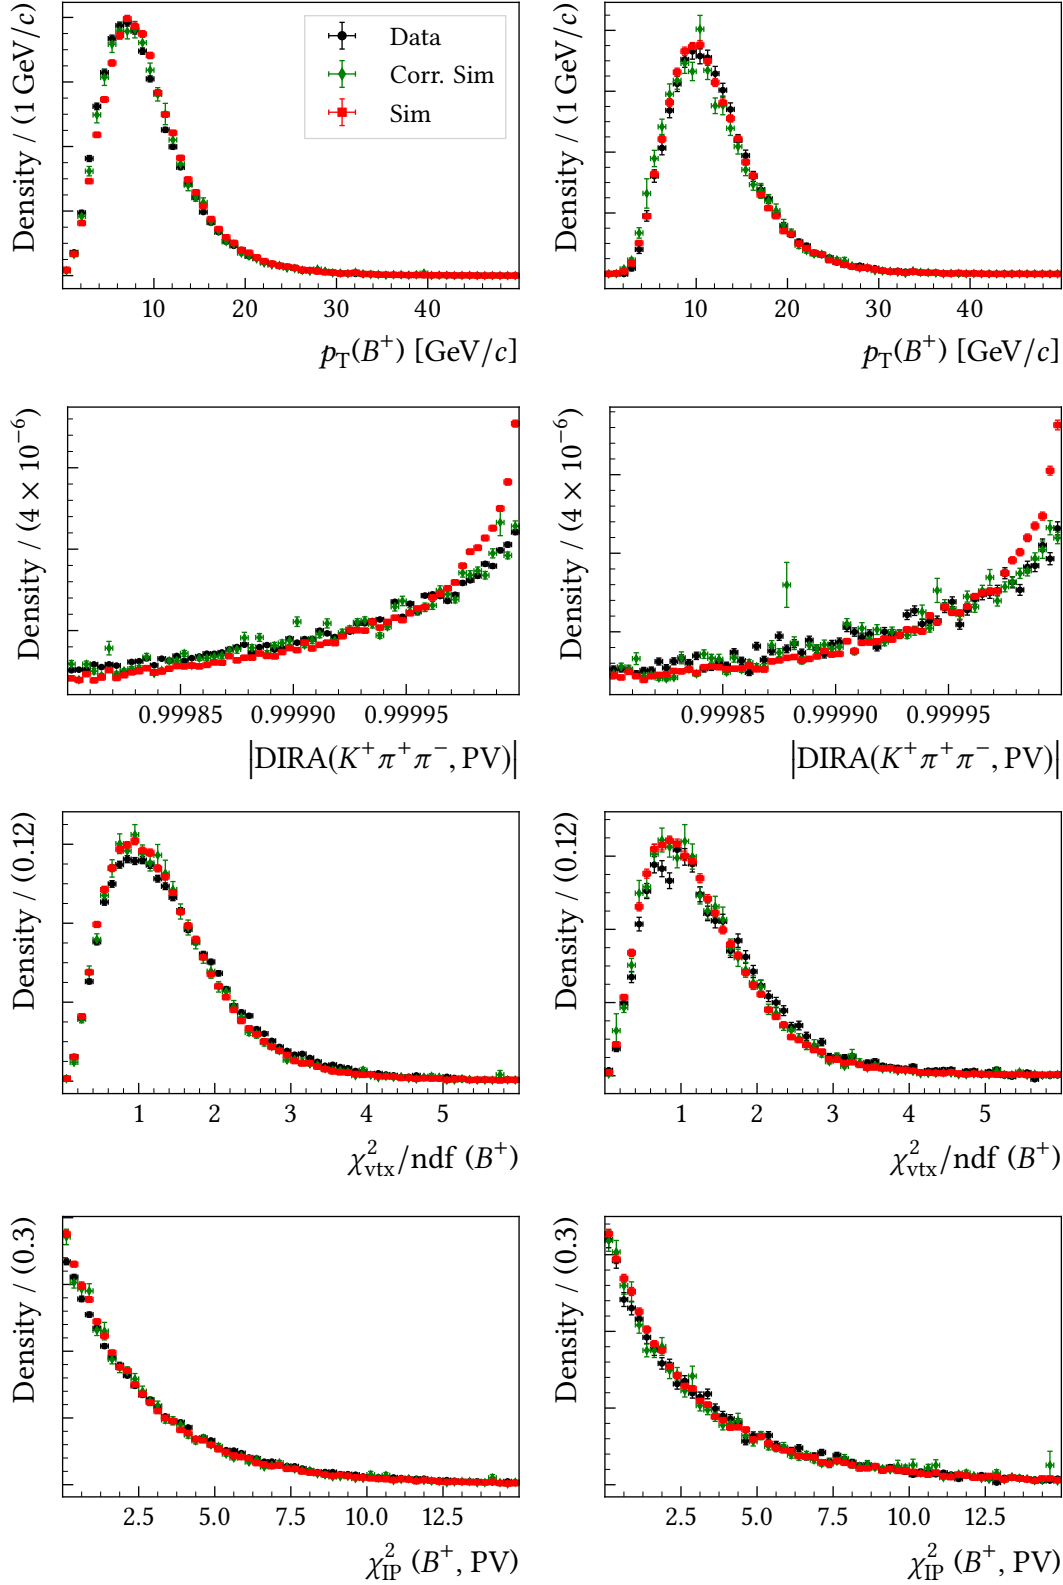 Density / (1 GeV/c)
Data
Corr. Sim
Sim
10 20 30 40
p_T(B⁺) [GeV/c]
Density / (1 GeV/c)
10 20 30 40
p_T(B⁺) [GeV/c]
Density / (4 × 10⁻⁶)
0.99985 0.99990 0.99995
|DIRA(K⁺π⁺π⁻, PV)|
Density / (4 × 10⁻⁶)
0.99985 0.99990 0.99995
|DIRA(K⁺π⁺π⁻, PV)|
Density / (0.12)
1 2 3 4 5
χ²_vtx/ndf (B⁺)
Density / (0.12)
1 2 3 4 5
χ²_vtx/ndf (B⁺)
Density / (0.3)
2.5 5.0 7.5 10.0 12.5
χ²_IP (B⁺, PV)
Density / (0.3)
2.5 5.0 7.5 10.0 12.5
χ²_IP (B⁺, PV)